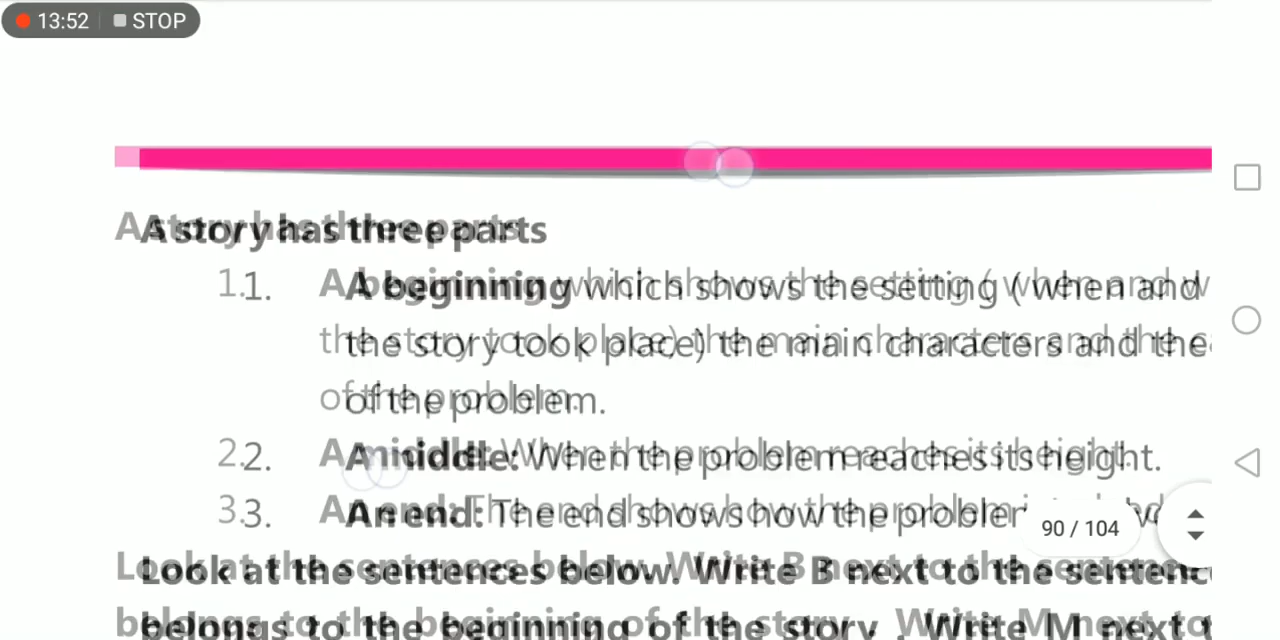 13:52 STOP
A story has three parts
1. A beginning which shows the setting ( when and
the story took place) the main characters and the
of the problem.
2. A middle: When the problem reaches its height.
3. An end: The end shows how the
90 / 104
Look at the sentences below. Write B next to the
belongs to the beginning of the story . Write M next